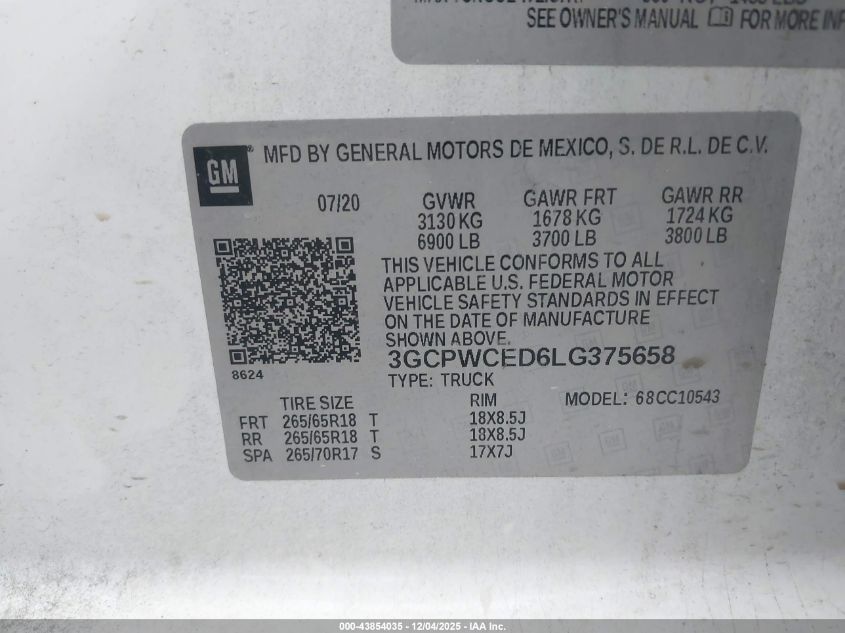 SEE OWNER'S MANUAL FOR MORE
GM ® MFD BY GENERAL MOTORS DE MEXICO, S. DE R.L. DE C.V.
07/20 GVWR GAWR FRT GAWR RR
3130 KG 1678 KG 1724 KG
6900 LB 3700 LB 3800 LB
THIS VEHICLE CONFORMS TO ALL
APPLICABLE U.S. FEDERAL MOTOR
VEHICLE SAFETY STANDARDS IN EFFECT
ON THE DATE OF MANUFACTURE
SHOWN ABOVE.
3GCPWCED6LG375658
8624
TYPE: TRUCK
TIRE SIZE RIM MODEL: 68CC10543
FRT 265/65R18 T 18X8.5J
RR 265/65R18 T 18X8.5J
SPA 265/70R17 S 17X7J
000-43854035 - 12/04/2025 - IAA Inc.